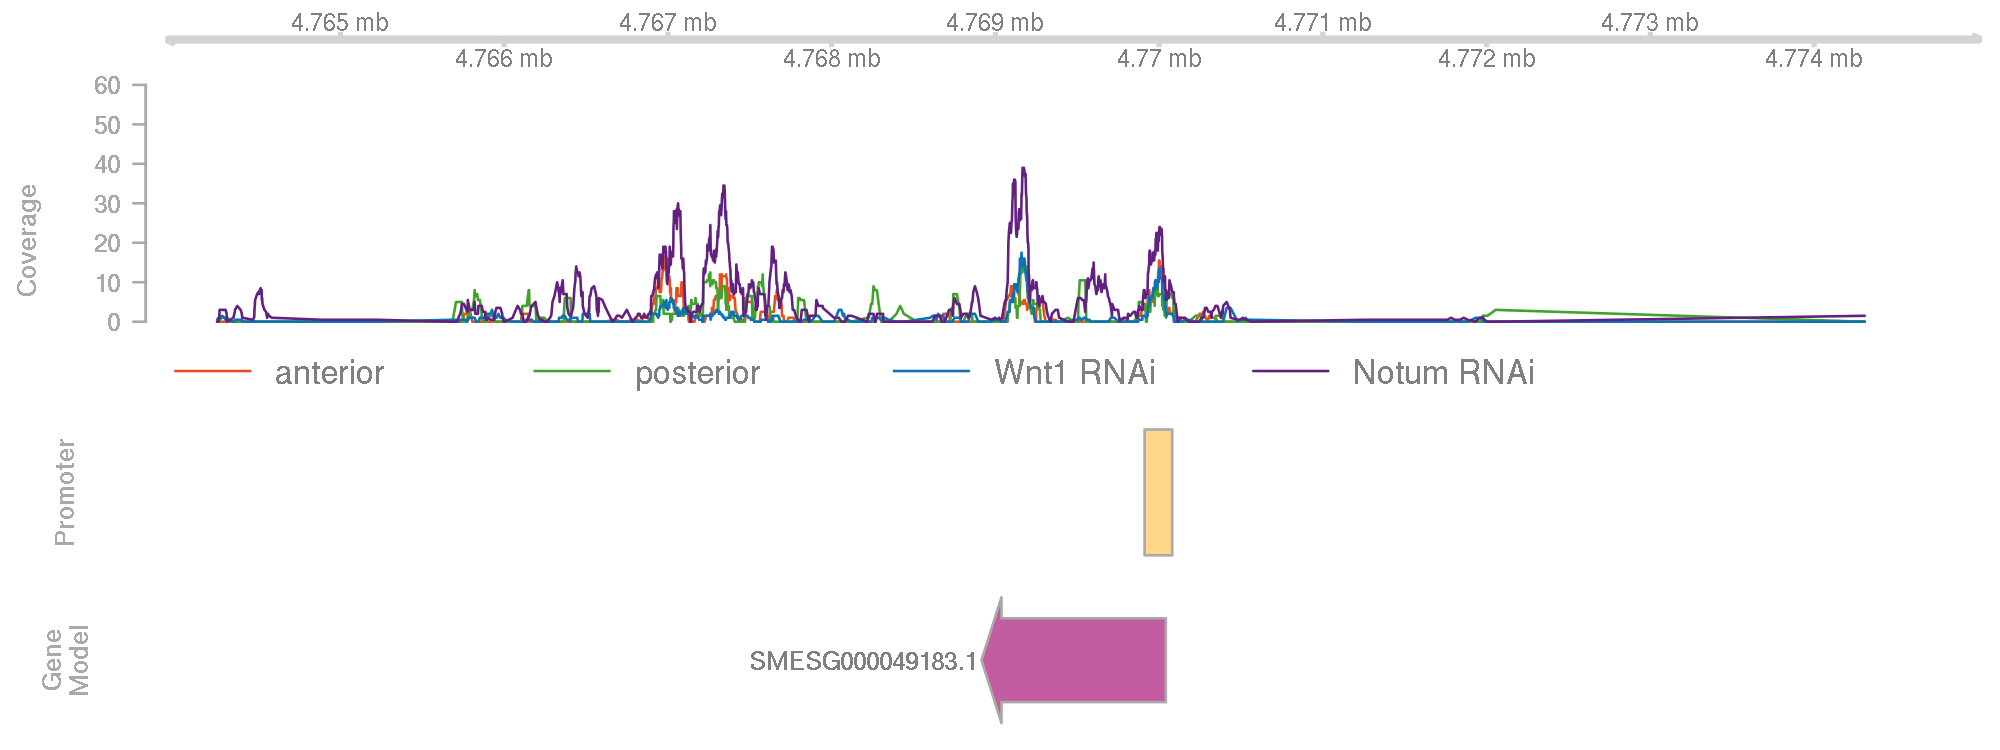 4.765 mb 4.767 mb 4.769 mb 4.771 mb 4.773 mb
4.766 mb 4.768 mb 4.77 mb 4.772 mb 4.774 mb
60
50
40
30
20
10
0
Coverage
anterior posterior Wnt1 RNAi Notum RNAi
Promoter
Gene
Model
SMESG000049183.1